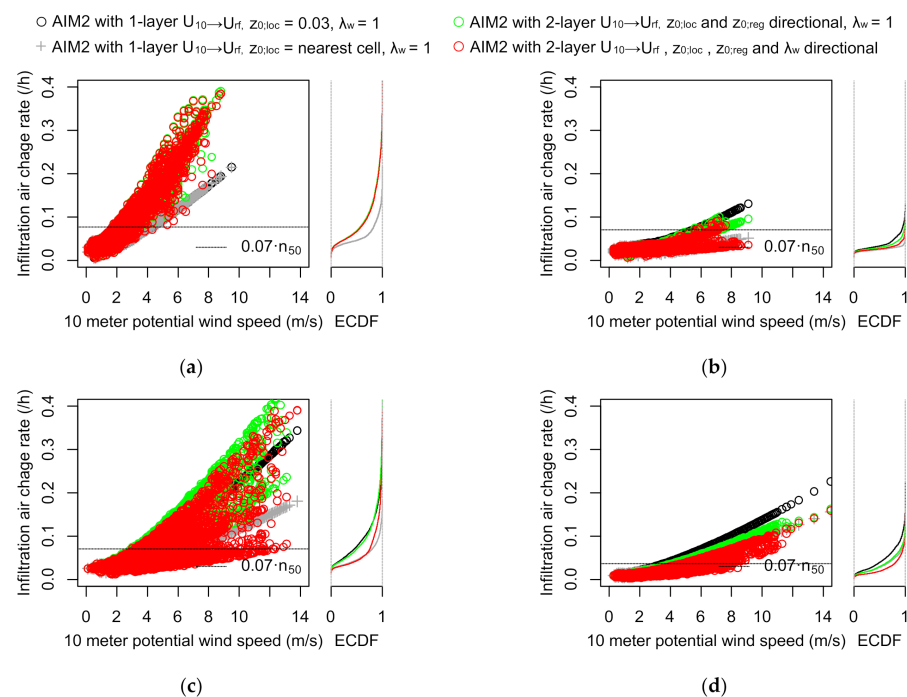 AIM2 with 1-layer U10→Urf, z0;loc = 0.03, λw = 1
AIM2 with 2-layer U10→Urf, z0;loc and z0;reg directional, λw = 1
AIM2 with 1-layer U10→Urf, z0;loc = nearest cell, λw = 1
AIM2 with 2-layer U10→Urf , z0;loc , z0;reg and λw directional
Infiltration air chage rate (/h)
0.0 0.1 0.2 0.3 0.4
0.07·n50
0 2 4 6 8 10 12 14
0 1
10 meter potential wind speed (m/s) ECDF
(a)
Infiltration air chage rate (/h)
0.0 0.1 0.2 0.3 0.4
0.07·n50
0 2 4 6 8 10 12 14
0 1
10 meter potential wind speed (m/s) ECDF
(b)
Infiltration air chage rate (/h)
0.0 0.1 0.2 0.3 0.4
0.07·n50
0 2 4 6 8 10 12 14
0 1
10 meter potential wind speed (m/s) ECDF
(c)
Infiltration air chage rate (/h)
0.0 0.1 0.2 0.3 0.4
0.07·n50
0 2 4 6 8 10 12 14
0 1
10 meter potential wind speed (m/s) ECDF
(d)